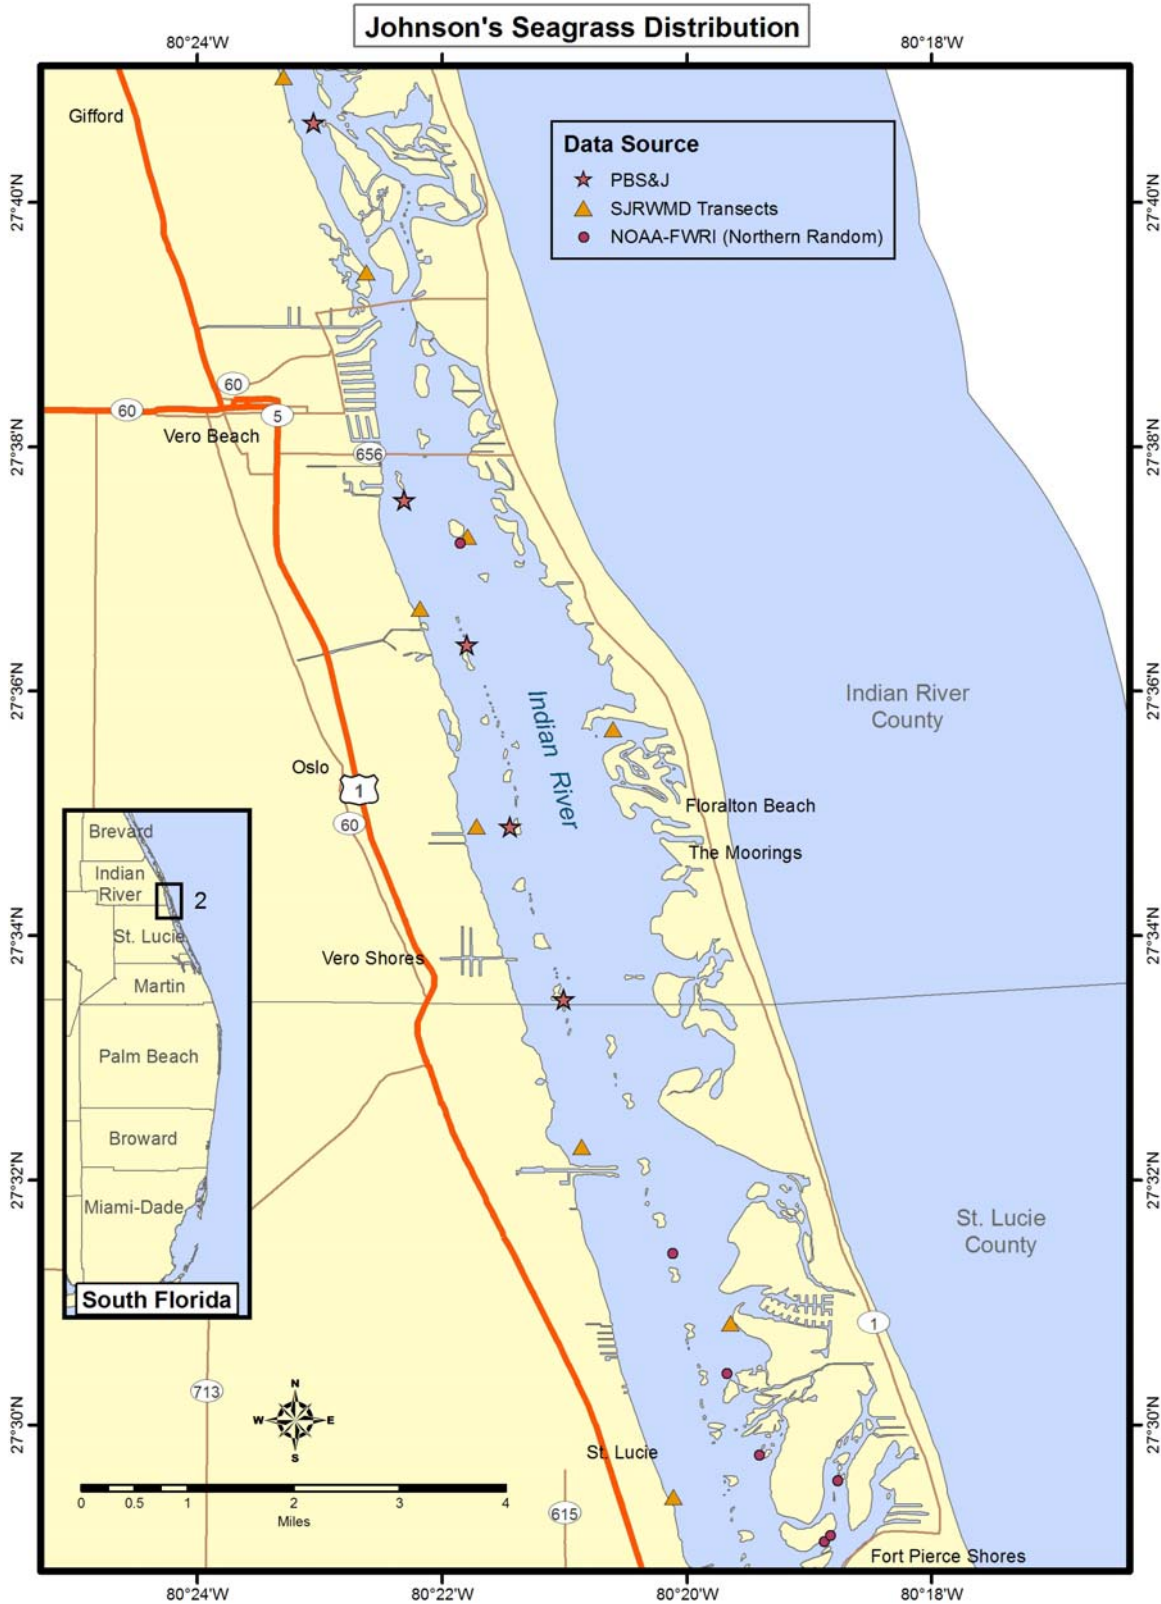 Johnson's Seagrass Distribution
80°24'W
80°18'W
Gifford
Data Source
PBS&J
SJRWMD Transects
NOAA-FWRI (Northern Random)
27°40'N
27°40'N
60
60
5
Vero Beach
656
27°38'N
27°38'N
27°36'N
27°36'N
Indian River
Indian River
County
Oslo
1
60
Floralton Beach
The Moorings
Brevard
Indian
River
2
St. Lucie
Martin
Palm Beach
Broward
Miami-Dade
South Florida
27°34'N
27°34'N
Vero Shores
27°32'N
27°32'N
St. Lucie
County
1
713
N
W
E
S
27°30'N
27°30'N
St. Lucie
0
0.5
1
2
3
4
Miles
615
Fort Pierce Shores
80°24'W
80°22'W
80°20'W
80°18'W